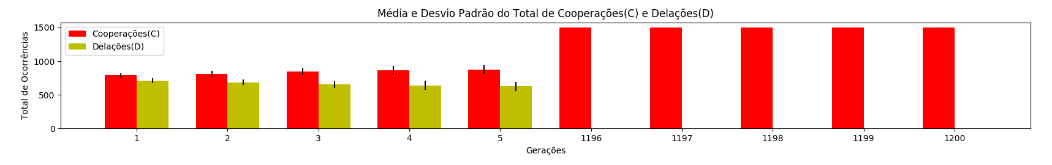 Média e Desvio Padrão do Total de Cooperações(C) e Delações(D)
Total de Ocorrências
1500
1000
500
0
Cooperações(C)
Delações(D)
1 2 3 4 5 1196 1197 1198 1199 1200
Gerações